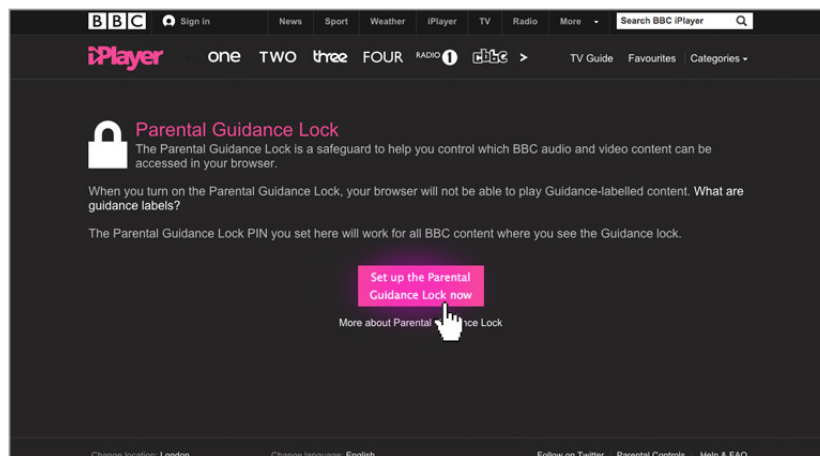 BBC Sign in News Sport Weather iPlayer TV Radio More Search BBC iPlayer
iPlayer one TWO three FOUR RADIO 1 cbbc > TV Guide Favourites Categories
Parental Guidance Lock
The Parental Guidance Lock is a safeguard to help you control which BBC audio and video content can be
accessed in your browser.
When you turn on the Parental Guidance Lock, your browser will not be able to play Guidance-labelled content. What are
guidance labels?
The Parental Guidance Lock PIN you set here will work for all BBC content where you see the Guidance lock.
Set up the Parental
Guidance Lock now
More about Parental nce Lock
Change location: London Change language: English Follow on Twitter Parental Controls Help & FAQ